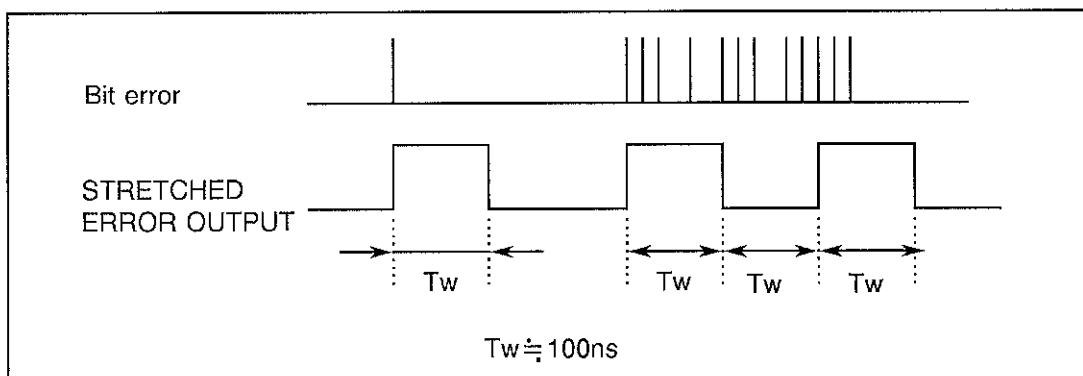 Bit error
STRETCHED
ERROR OUTPUT
Tw
Tw
Tw
Tw
Tw≒100ns